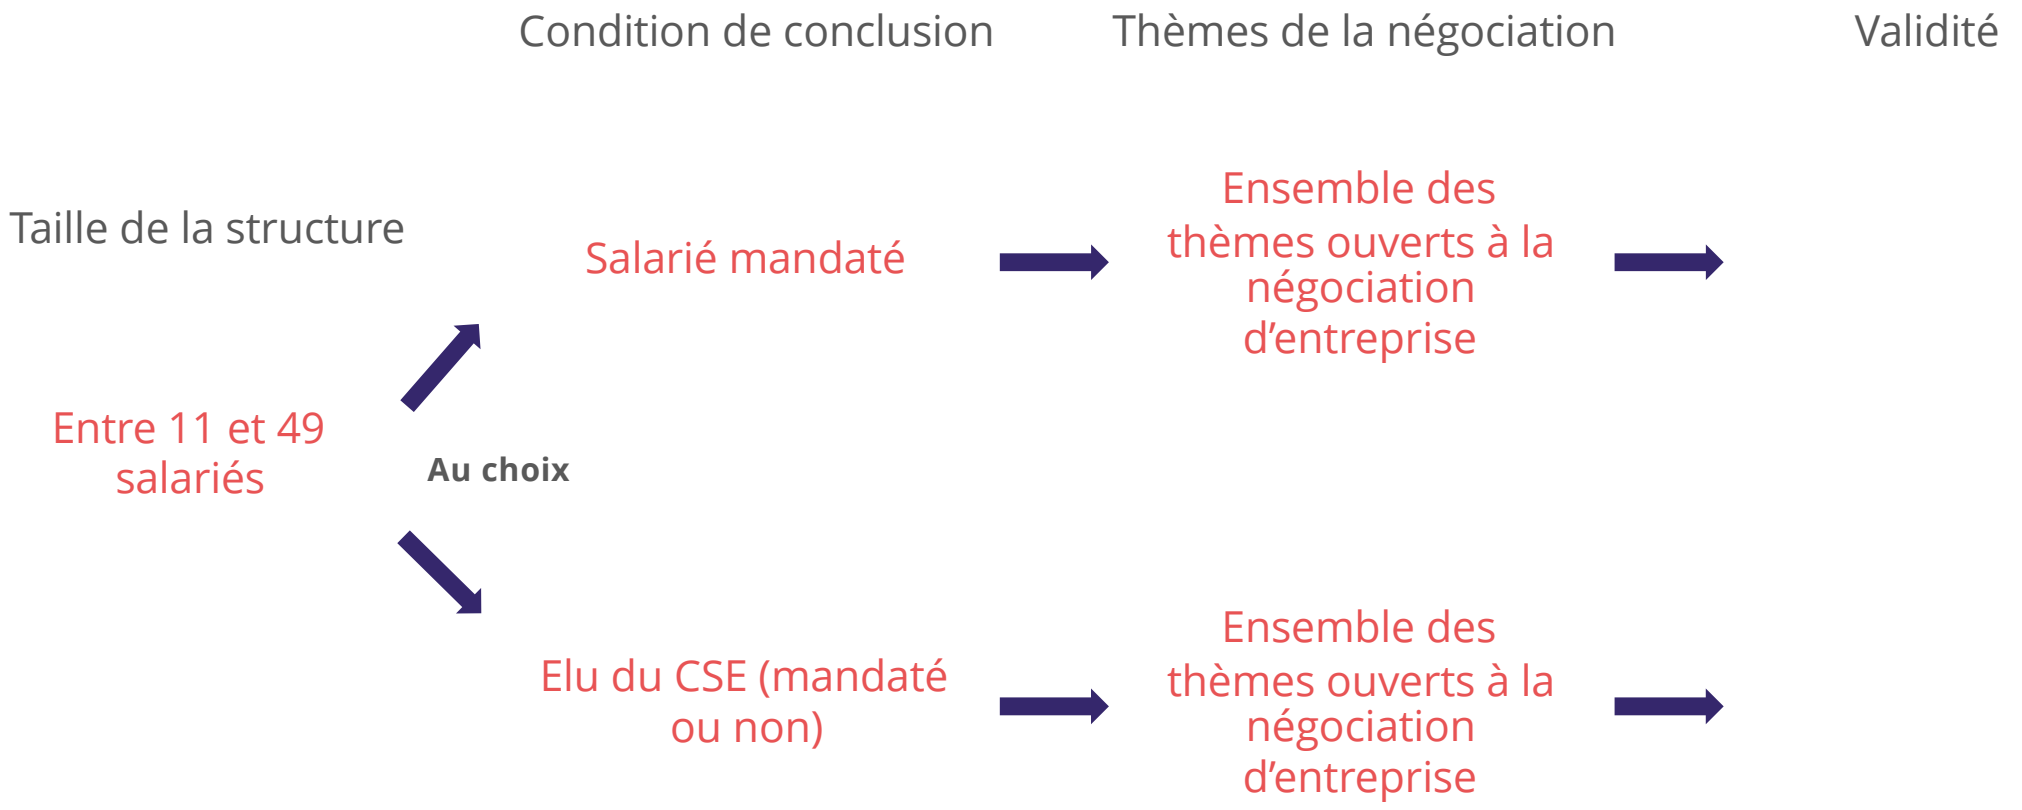 Condition de conclusion
Thèmes de la négociation
Validité
Taille de la structure
Entre 11 et 49
salariés
Au choix
Salarié mandaté
Ensemble des
thèmes ouverts à la
négociation
d’entreprise
Elu du CSE (mandaté
ou non)
Ensemble des
thèmes ouverts à la
négociation
d’entreprise